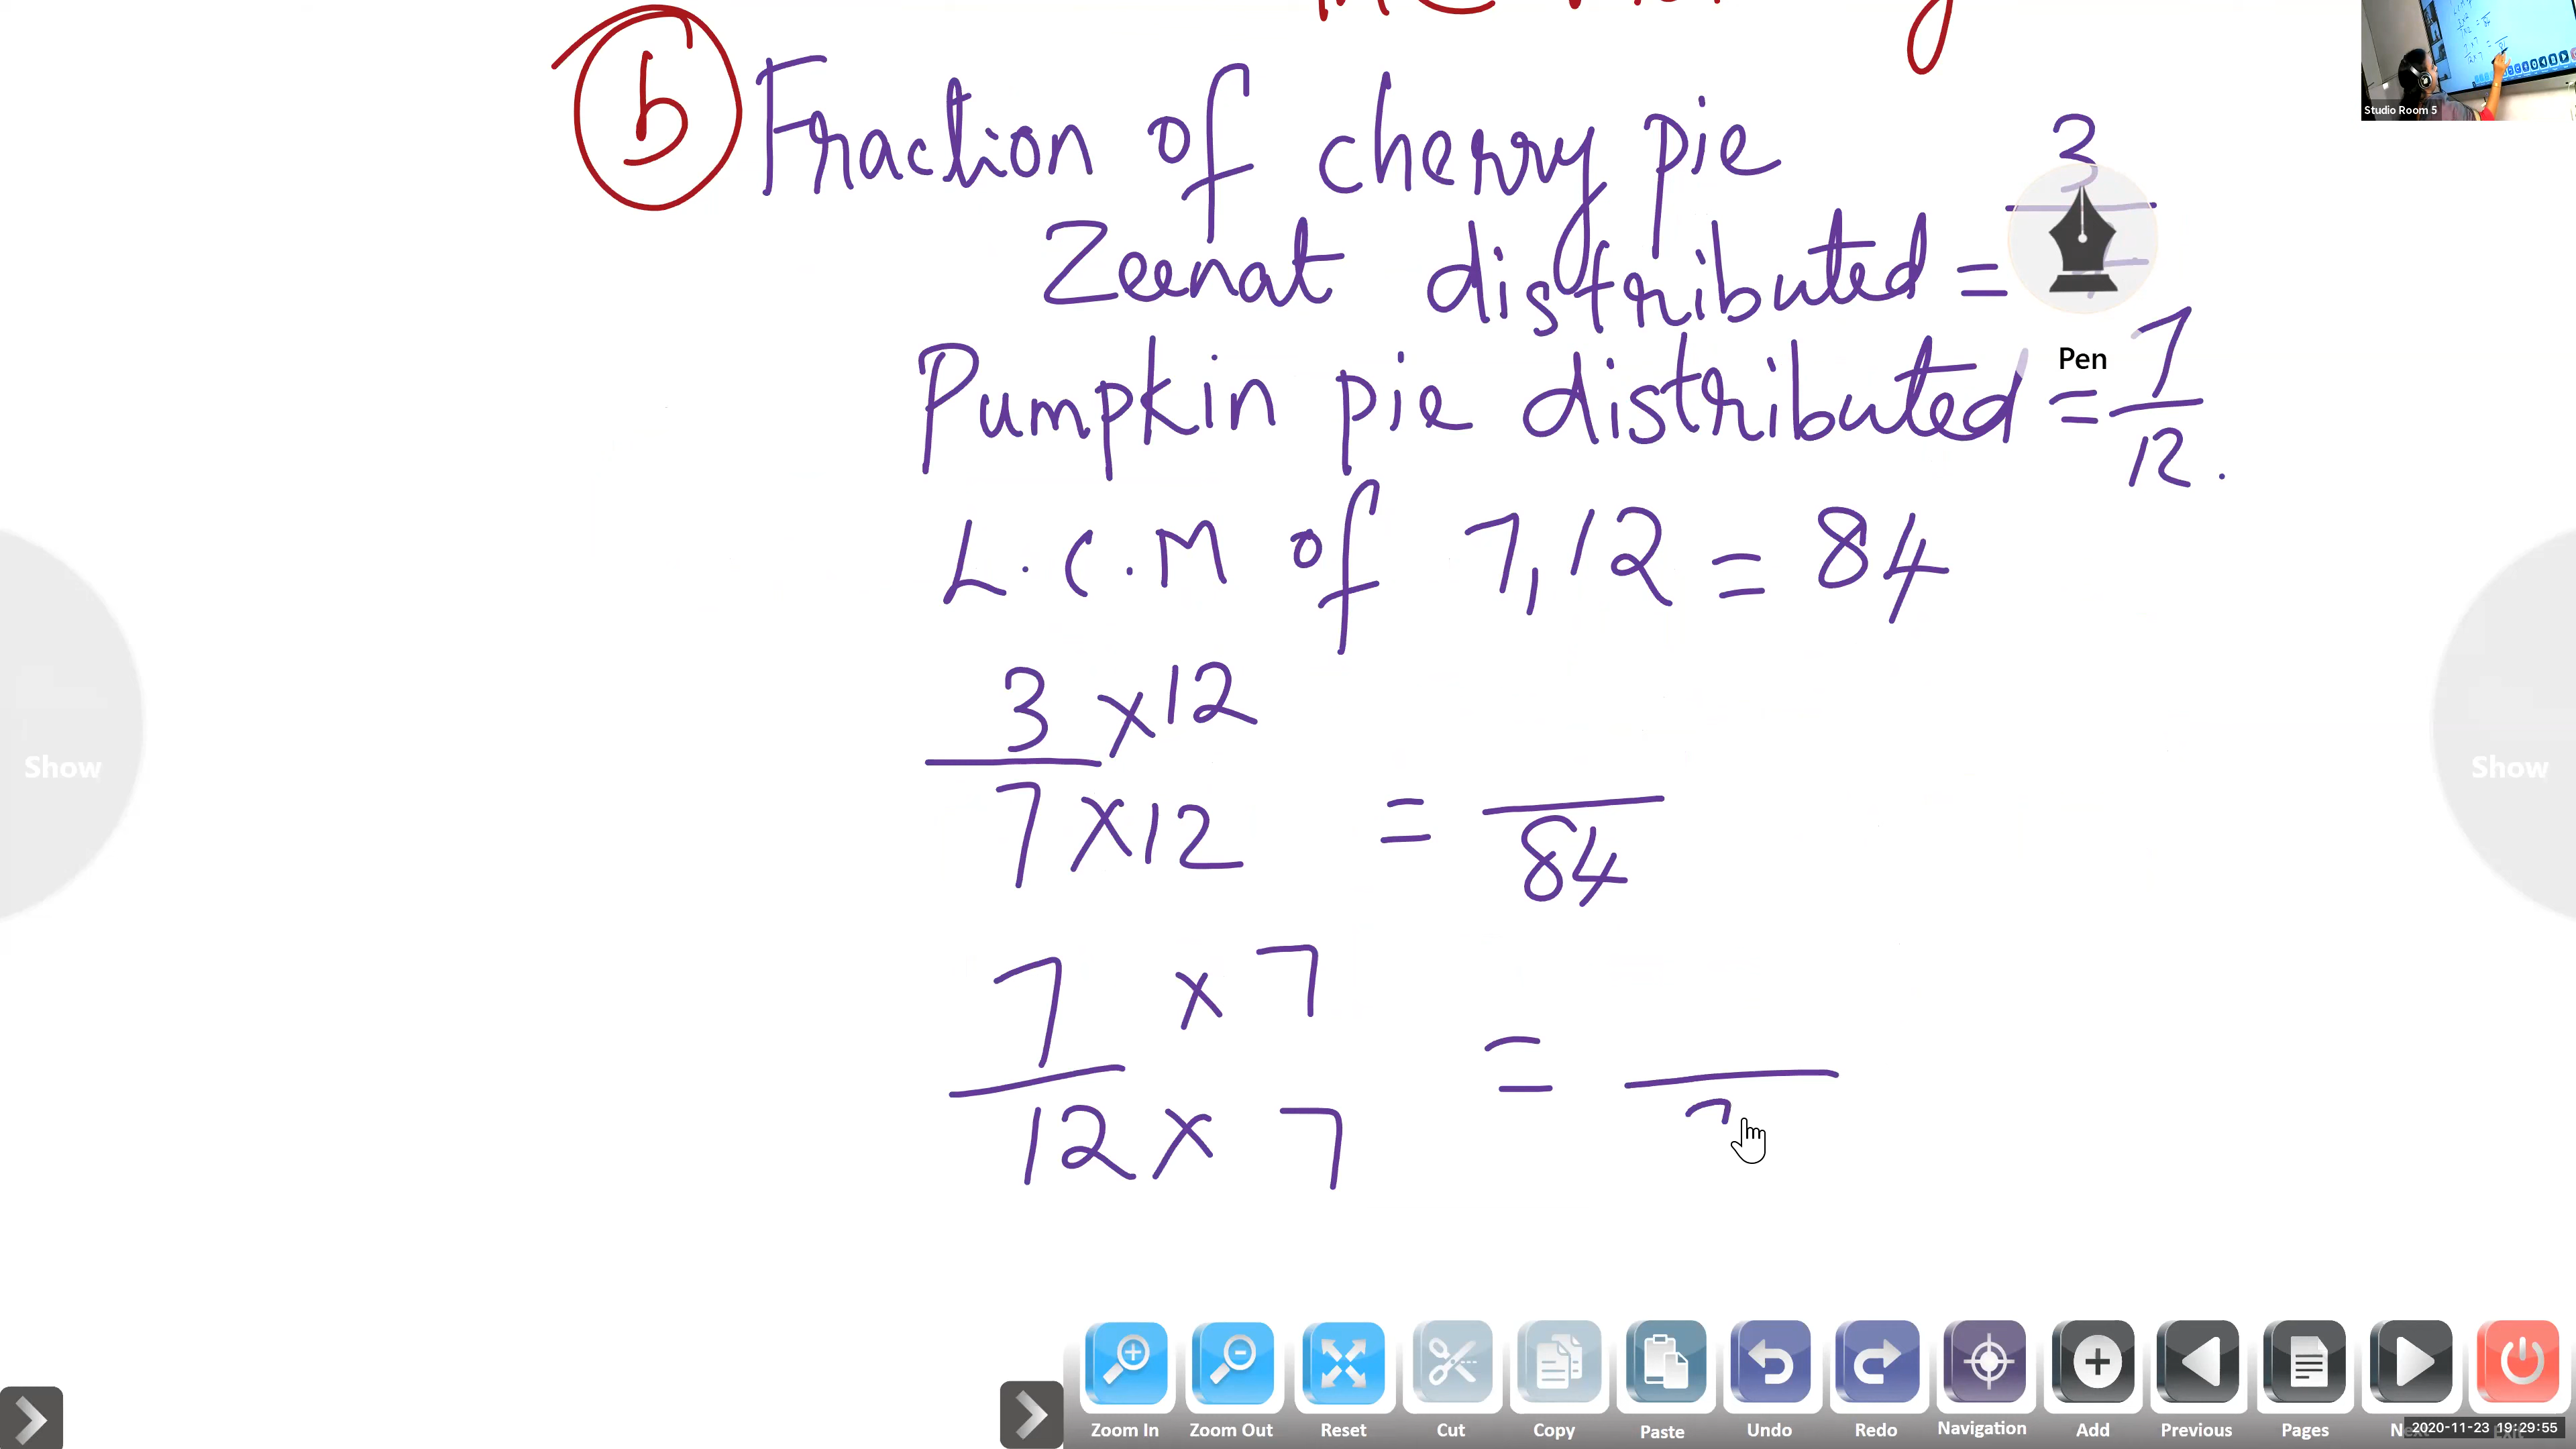 Studio Room 5
b Fraction of cherry pie
Zeenat distributed = 3
Pen
Pumpkin pie distributed = 7/12.
L.C.M of 7, 12 = 84
3 × 12
7 × 12 = 84
7 × 7
12 × 7 =
Show
Show
Zoom In Zoom Out Reset Cut Copy Paste Undo Redo Navigation Add Previous Pages
2020-11-23 19:29:55